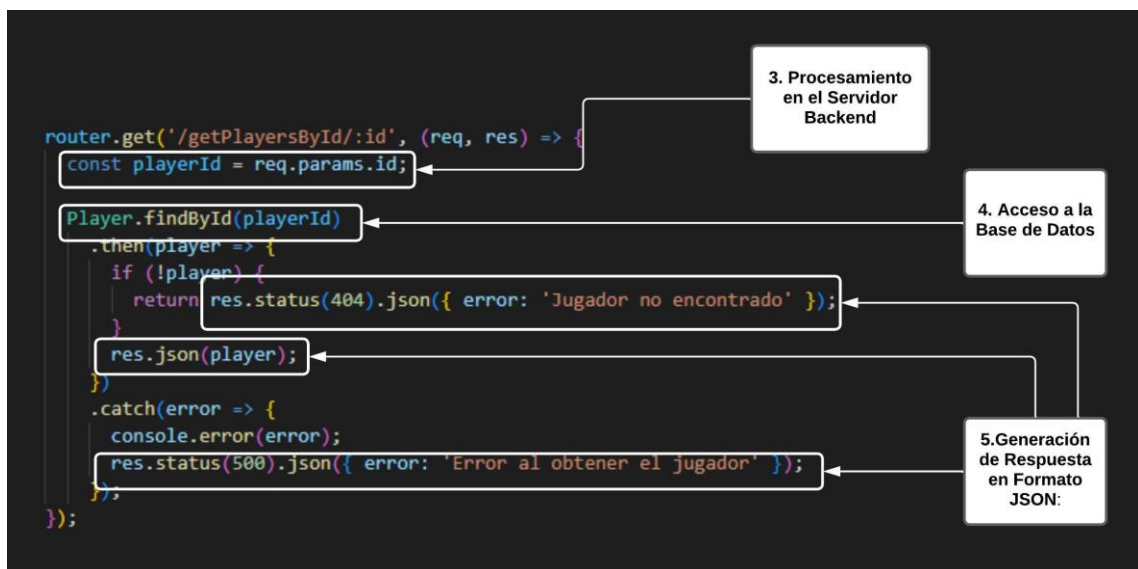 3. Procesamiento
en el Servidor
Backend
router.get('/getPlayersById/:id', (req, res) => {
const playerId = req.params.id;
Player.findById(playerId)
4. Acceso a la
Base de Datos
.then(player => {
if (!player) {
return res.status(404).json({ error: 'Jugador no encontrado' });
}
res.json(player);
})
.catch(error => {
console.error(error);
res.status(500).json({ error: 'Error al obtener el jugador' });
});
});
5.Generación
de Respuesta
en Formato
JSON: